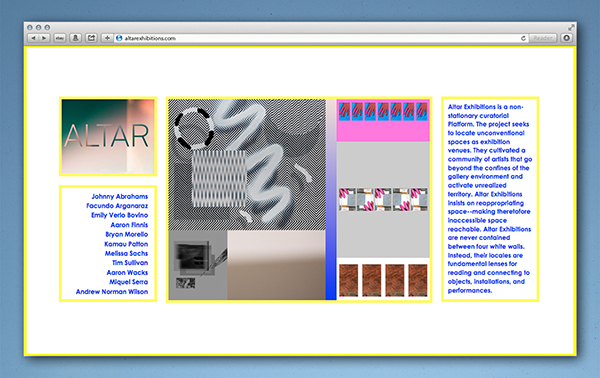 ebay
altarexhibitions.com
Reader
ALTAR
Johnny Abrahams
Facundo Arganaraz
Emily Verla Bovino
Aaron Finnis
Bryan Morello
Kamau Patton
Melissa Sachs
Tim Sullivan
Aaron Wacks
Miquel Serra
Andrew Norman Wilson
Altar Exhibitions is a non-
stationary curatorial
Platform. The project seeks
to locate unconventional
spaces as exhibition
venues. They cultivated a
community of artists that go
beyond the confines of the
gallery environment and
activate unrealized
territory. Altar Exhibitions
insists on reappropriating
space--making theretofore
inaccessible space
reachable. Altar Exhibitions
are never contained
between four white walls.
Instead, their locales are
fundamental lenses for
reading and connecting to
objects, installations, and
performances.